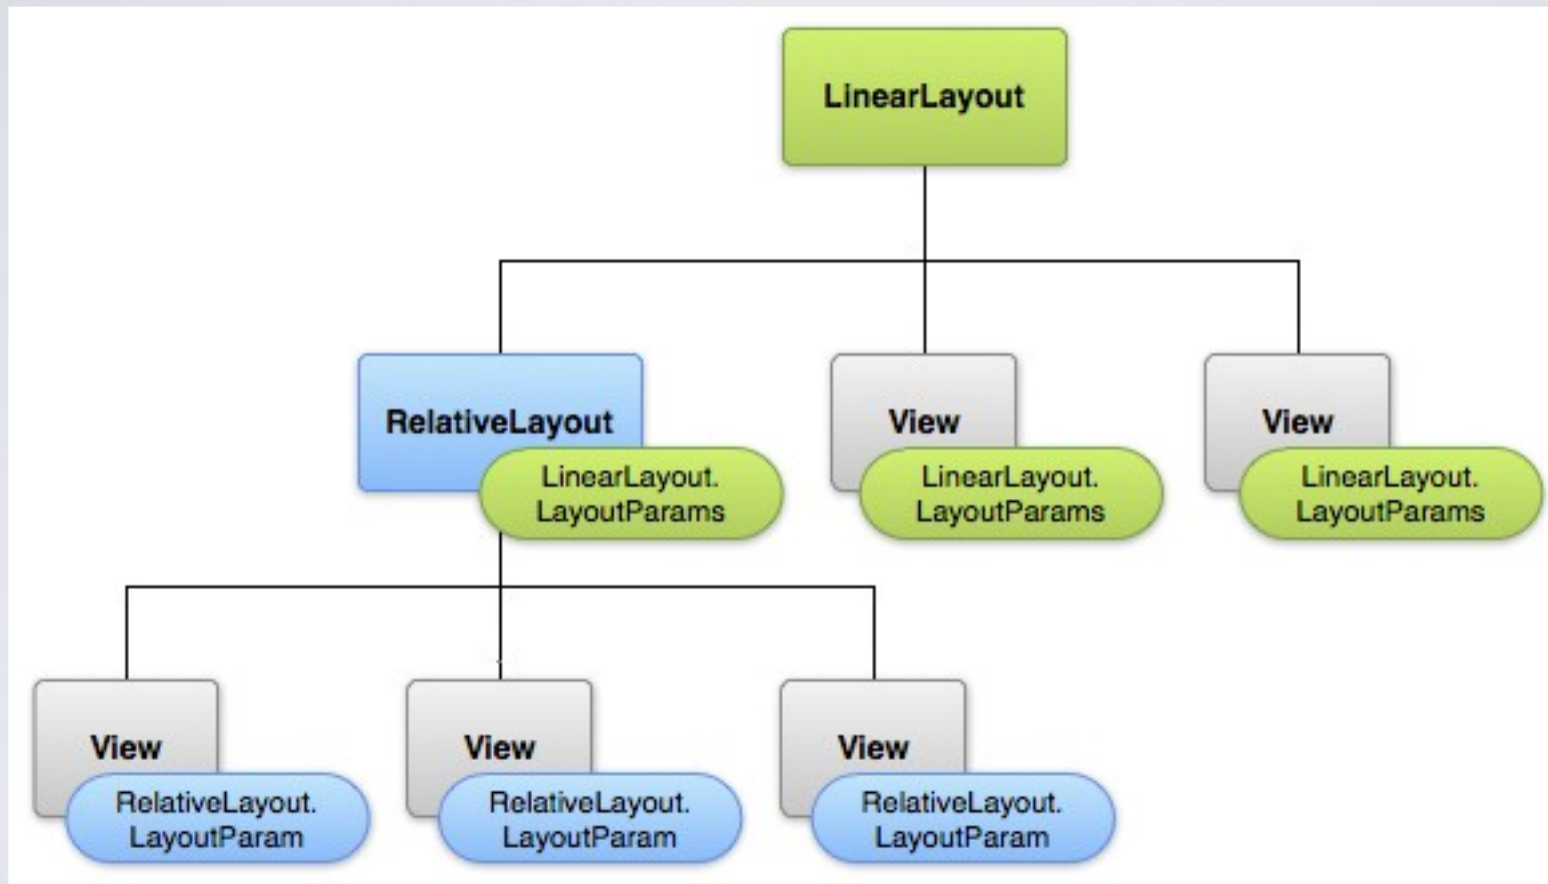 LinearLayout
RelativeLayout
LinearLayout.
LayoutParams
View
LinearLayout.
LayoutParams
View
LinearLayout.
LayoutParams
View
RelativeLayout.
LayoutParam
View
RelativeLayout.
LayoutParam
View
RelativeLayout.
LayoutParam